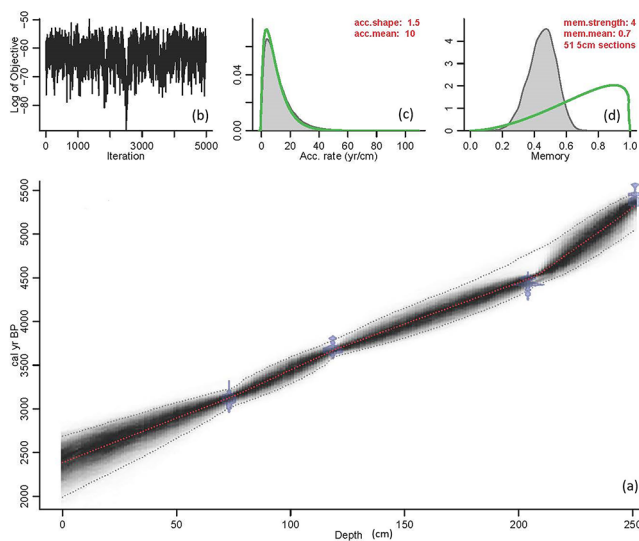 −50
−60
−70
−80
Log of Objective
0 1000 3000 5000
Iteration
(b)
acc.shape: 1.5
acc.mean: 10
0.04
0.00
0 20 40 60 80 100
Acc. rate (yr/cm)
(c)
mem.strength: 4
mem.mean: 0.7
51 5cm sections
4
3
2
1
0
0.0 0.2 0.4 0.6 0.8 1.0
Memory
(d)
5500
5000
4500
4000
3500
3000
2500
2000
cal yr BP
0 50 100 150 200 250
Depth (cm)
(a)